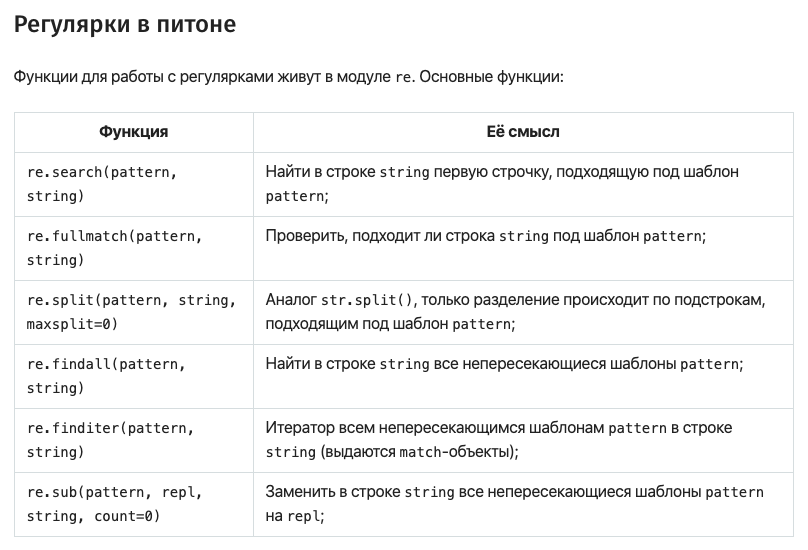 Регулярки в питоне
Функции для работы с регулярками живут в модуле re. Основные функции:
Функция
Её смысл
re.search(pattern,
string)
Найти в строке string первую строчку, подходящую под шаблон
pattern;
re.fullmatch(pattern,
string)
Проверить, подходит ли строка string под шаблон pattern;
re.split(pattern, string,
maxsplit=0)
Аналог str.split(), только разделение происходит по подстрокам,
подходящим под шаблон pattern;
re.findall(pattern,
string)
Найти в строке string все непересекающиеся шаблоны pattern;
re.finditer(pattern,
string)
Итератор всем непересекающимся шаблонам pattern в строке
string (выдаются match-объекты);
re.sub(pattern, repl,
string, count=0)
Заменить в строке string все непересекающиеся шаблоны pattern
на repl;